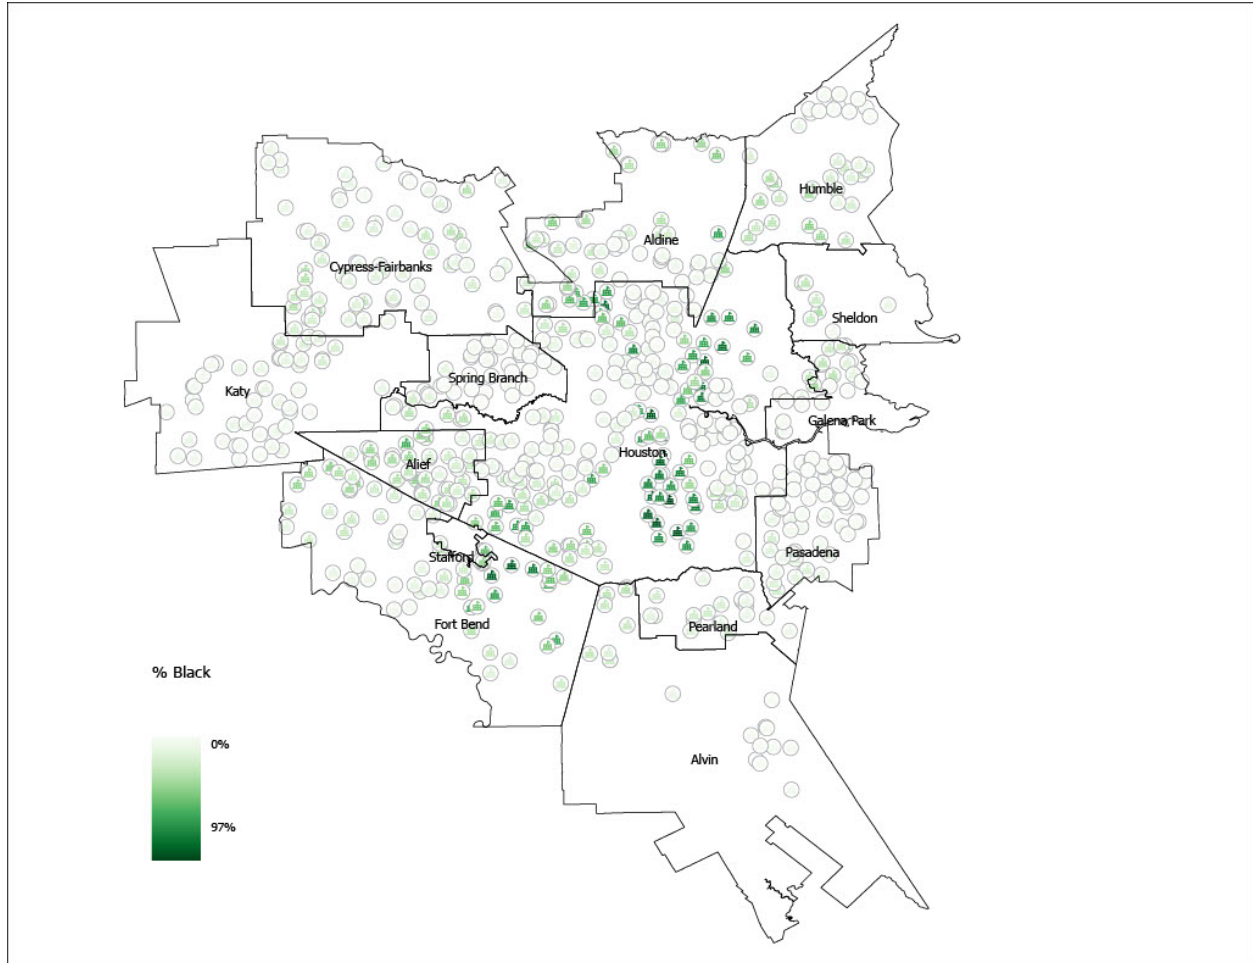 Humble
Aldine
Cypress-Fairbanks
Sheldon
Spring Branch
Katy
Galena Park
Houston
Alief
Pasadena
Stafford
Fort Bend
Pearland
% Black
0%
Alvin
97%